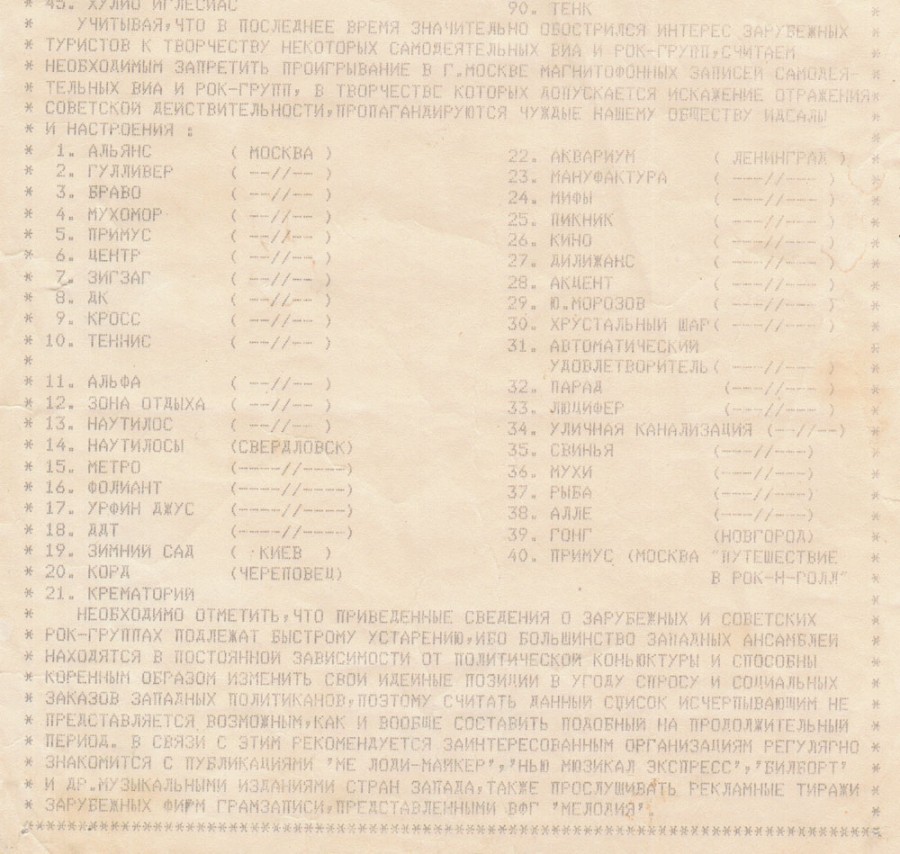 * 45. ХУЛИО ИГЛЕСИАС 90. ТЕНК *
* УЧИТЫВАЯ,ЧТО В ПОСЛЕДНЕЕ ВРЕМЯ ЗНАЧИТЕЛЬНО ОБОСТРИЛСЯ ИНТЕРЕС ЗАРУБЕЖНЫХ *
* ТУРИСТОВ К ТВОРЧЕСТВУ НЕКОТОРЫХ САМОДЕЯТЕЛЬНЫХ ВИА И РОК-ГРУПП,СЧИТАЕМ *
* НЕОБХОДИМЫМ ЗАПРЕТИТЬ ПРОИГРЫВАНИЕ В Г.МОСКВЕ МАГНИТОФОННЫХ ЗАПИСЕЙ САМОДЕЯ- *
* ТЕЛЬНЫХ ВИА И РОК-ГРУПП, В ТВОРЧЕСТВЕ КОТОРЫХ ДОПУСКАЕТСЯ ИСКАЖЕНИЕ ОТРАЖЕНИЯ *
* СОВЕТСКОЙ ДЕЙСТВИТЕЛЬНОСТИ,ПРОПАГАНДИРУЮТСЯ ЧУЖДЫЕ НАШЕМУ ОБЩЕСТВУ ИДЕАЛЫ *
* И НАСТРОЕНИЯ : *
* 1. АЛЬЯНС ( МОСКВА ) 22. АКВАРИУМ ( ЛЕНИНГРАД ) *
* 2. ГУЛЛИВЕР ( --//-- ) 23. МАНУФАКТУРА ( ---//--- ) *
* 3. БРАВО ( --//-- ) 24. МИФЫ ( ---//--- ) *
* 4. МУХОМОР ( --//-- ) 25. ПИКНИК ( ---//--- ) *
* 5. ПРИМУС ( --//-- ) 26. КИНО ( ---//--- ) *
* 6. ЦЕНТР ( --//-- ) 27. ДИЛИЖАНС ( ---//--- ) *
* 7. ЗИГЗАГ ( --//-- ) 28. АКЦЕНТ ( ---//--- ) *
* 8. ДК ( --//-- ) 29. Ю.МОРОЗОВ ( ---//--- ) *
* 9. КРОСС ( --//-- ) 30. ХРУСТАЛЬНЫЙ ШАР( ---//--- ) *
* 10. ТЕННИС ( --//-- ) 31. АВТОМАТИЧЕСКИЙ *
* УДОВЛЕТВОРИТЕЛЬ( ---//--- ) *
* 11. АЛЬФА ( --//-- ) 32. ПАРАД (---//--- ) *
* 12. ЗОНА ОТДЫХА ( --//-- ) 33. ЛЮЦИФЕР (---//---) *
* 13. НАУТИЛОС ( --//-- ) 34. УЛИЧНАЯ КАНАЛИЗАЦИЯ (--//--) *
* 14. НАУТИЛОСЫ (СВЕРДЛОВСК) 35. СВИНЬЯ (---//---) *
* 15. МЕТРО (----//----) 36. МУХИ (---//---) *
* 16. ФОЛИАНТ (----//----) 37. РЫБА (---//---) *
* 17. УРФИН ДЖУС (----//----) 38. АЛЛЕ (---//---) *
* 18. ДДТ (----//----) 39. ГОНГ (НОВГОРОД) *
* 19. ЗИМНИЙ САД ( КИЕВ ) 40. ПРИМУС (МОСКВА "ПУТЕШЕСТВИЕ *
* 20. КОРД (ЧЕРЕПОВЕЦ) В РОК-Н-РОЛЛ" *
* 21. КРЕМАТОРИЙ *
* НЕОБХОДИМО ОТМЕТИТЬ,ЧТО ПРИВЕДЕННЫЕ СВЕДЕНИЯ О ЗАРУБЕЖНЫХ И СОВЕТСКИХ *
* РОК-ГРУППАХ ПОДЛЕЖАТ БЫСТРОМУ УСТАРЕНИЮ,ИБО БОЛЬШИНСТВО ЗАПАДНЫХ АНСАМБЛЕЙ *
* НАХОДЯТСЯ В ПОСТОЯННОЙ ЗАВИСИМОСТИ ОТ ПОЛИТИЧЕСКОЙ КОНЬЮКТУРЫ И СПОСОБНЫ *
* КОРЕННЫМ ОБРАЗОМ ИЗМЕНИТЬ СВОИ ИДЕЙНЫЕ ПОЗИЦИИ В УГОДУ СПРОСУ И СОЦИАЛЬНЫХ *
* ЗАКАЗОВ ЗАПАДНЫХ ПОЛИТИКАНОВ,ПОЭТОМУ СЧИТАТЬ ДАННЫЙ СПИСОК ИСЧЕРПЫВАЮЩИМ НЕ *
* ПРЕДСТАВЛЯЕТСЯ ВОЗМОЖНЫМ,КАК И ВООБЩЕ СОСТАВИТЬ ПОДОБНЫЙ НА ПРОДОЛЖИТЕЛЬНЫЙ *
* ПЕРИОД. В СВЯЗИ С ЭТИМ РЕКОМЕНДУЕТСЯ ЗАИНТЕРЕСОВАННЫМ ОРГАНИЗАЦИЯМ РЕГУЛЯРНО *
* ЗНАКОМИТСЯ С ПУБЛИКАЦИЯМИ "МЕ ЛОДИ-МАЙКЕР","НЬЮ МЮЗИКАЛ ЭКСПРЕСС","БИЛБОРТ" *
* И ДР.МУЗЫКАЛЬНЫМИ ИЗДАНИЯМИ СТРАН ЗАПАДА,ТАКЖЕ ПРОСЛУШИВАТЬ РЕКЛАМНЫЕ ТИРАЖИ *
* ЗАРУБЕЖНЫХ ФИРМ ГРАМЗАПИСИ,ПРЕДСТАВЛЕННЫМИ ВФГ "МЕЛОДИЯ". *